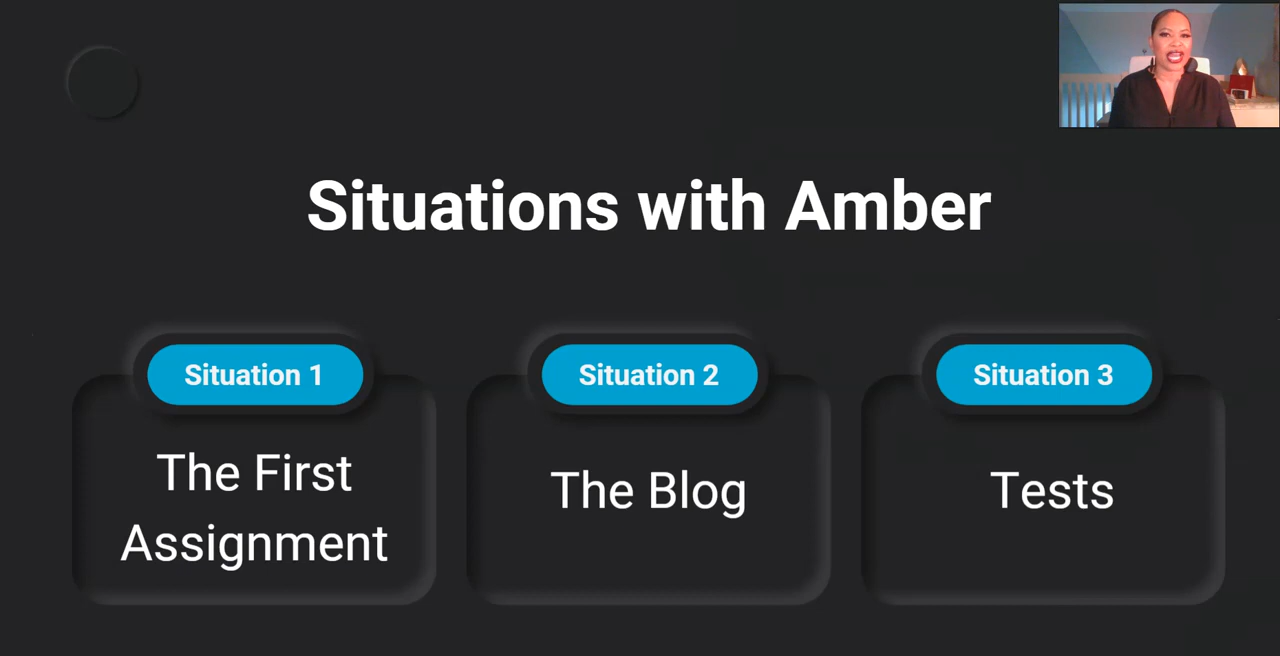 Situations with Amber
Situation 1
The First
Assignment
Situation 2
The Blog
Situation 3
Tests